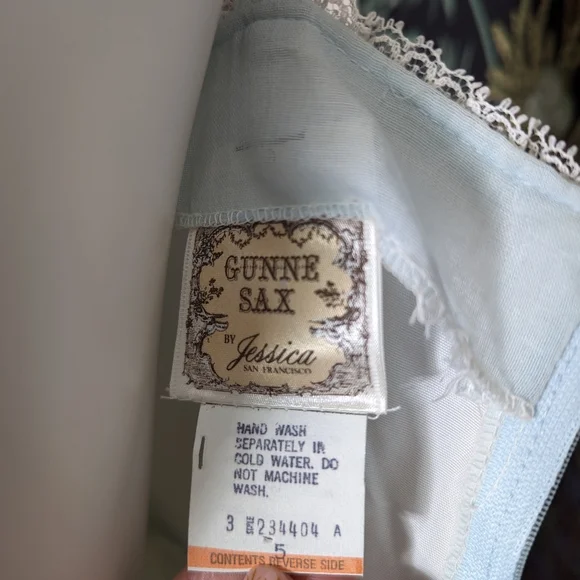 GUNNE
SAX
BY Jessica
SAN FRANCISCO
HAND WASH
SEPARATELY IN
COLD WATER. DO
NOT MACHINE
WASH.
3 234404 A
5
CONTENTS REVERSE SIDE